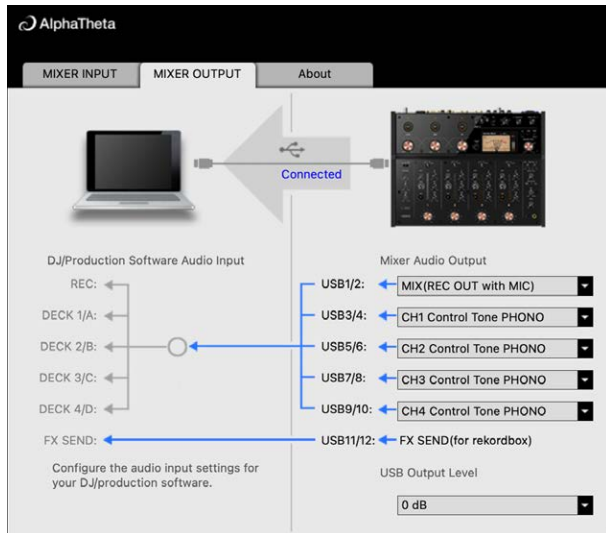 AlphaTheta
MIXER INPUT
MIXER OUTPUT
About
Connected
DJ/Production Software Audio Input
Mixer Audio Output
REC:
USB1/2:
MIX(REC OUT with MIC)
DECK 1/A:
USB3/4:
CH1 Control Tone PHONO
DECK 2/B:
USB5/6:
CH2 Control Tone PHONO
DECK 3/C:
USB7/8:
CH3 Control Tone PHONO
DECK 4/D:
USB9/10:
CH4 Control Tone PHONO
FX SEND:
USB11/12:
FX SEND(for rekordbox)
Configure the audio input settings for
your DJ/production software.
USB Output Level
0 dB